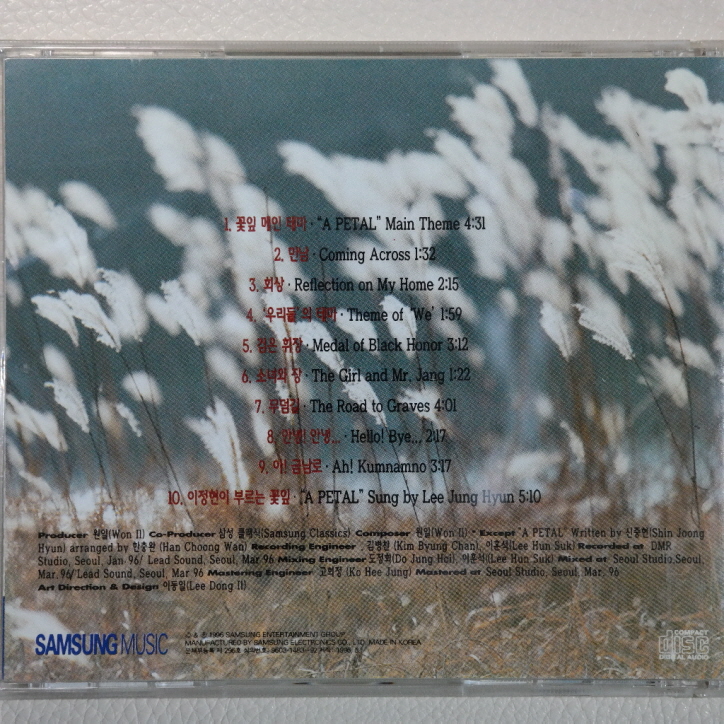 1. 꽃잎 메인 테마 · "A PETAL" Main Theme 4:31
2. 만남 · Coming Across 1:32
3. 회상 · Reflection on My Home 2:15
4. '우리들'의 테마 · Theme of 'We' 1:59
5. 검은 휘장 · Medal of Black Honor 3:12
6. 소녀와 장 · The Girl and Mr. Jang 1:22
7. 무덤길 · The Road to Graves 4:01
8. 안녕! 안녕... · Hello! Bye... 2:17
9. 아! 금남로 · Ah! Kumnamno 3:17
10. 이정현이 부르는 꽃잎 · "A PETAL" Sung by Lee Jung Hyun 5:10
Producer 원일(Won Il) Co-Producer 삼성 클래식(Samsung Classics) Composer 원일(Won Il) - Except "A PETAL" Written by 신중현(Shin Joong
Hyun) arranged by 한충완 (Han Choong Wan) Recording Engineer 김병찬 (Kim Byung Chan), 이훈석(Lee Hun Suk) Recorded at DMR
Studio, Seoul, Jan. 96/ Lead Sound, Seoul, Mar. 96 Mixing Engineer 도정회(Do Jung Hoi), 이훈석(Lee Hun Suk) Mixed at Seoul Studio, Seoul,
Mar. 96/ Lead Sound, Seoul, Mar. 96 Mastering Engineer 고희정 (Ko Hee Jung) Mastered at Seoul Studio, Seoul, Mar. 96
Art Direction & Design 이동일(Lee Dong Il)
SAMSUNG MUSIC
℗ & © 1996 SAMSUNG ENTERTAINMENT GROUP
MANUFACTURED BY SAMSUNG ELECTRONICS CO., LTD. MADE IN KOREA
COMPACT
disc
DIGITAL AUDIO